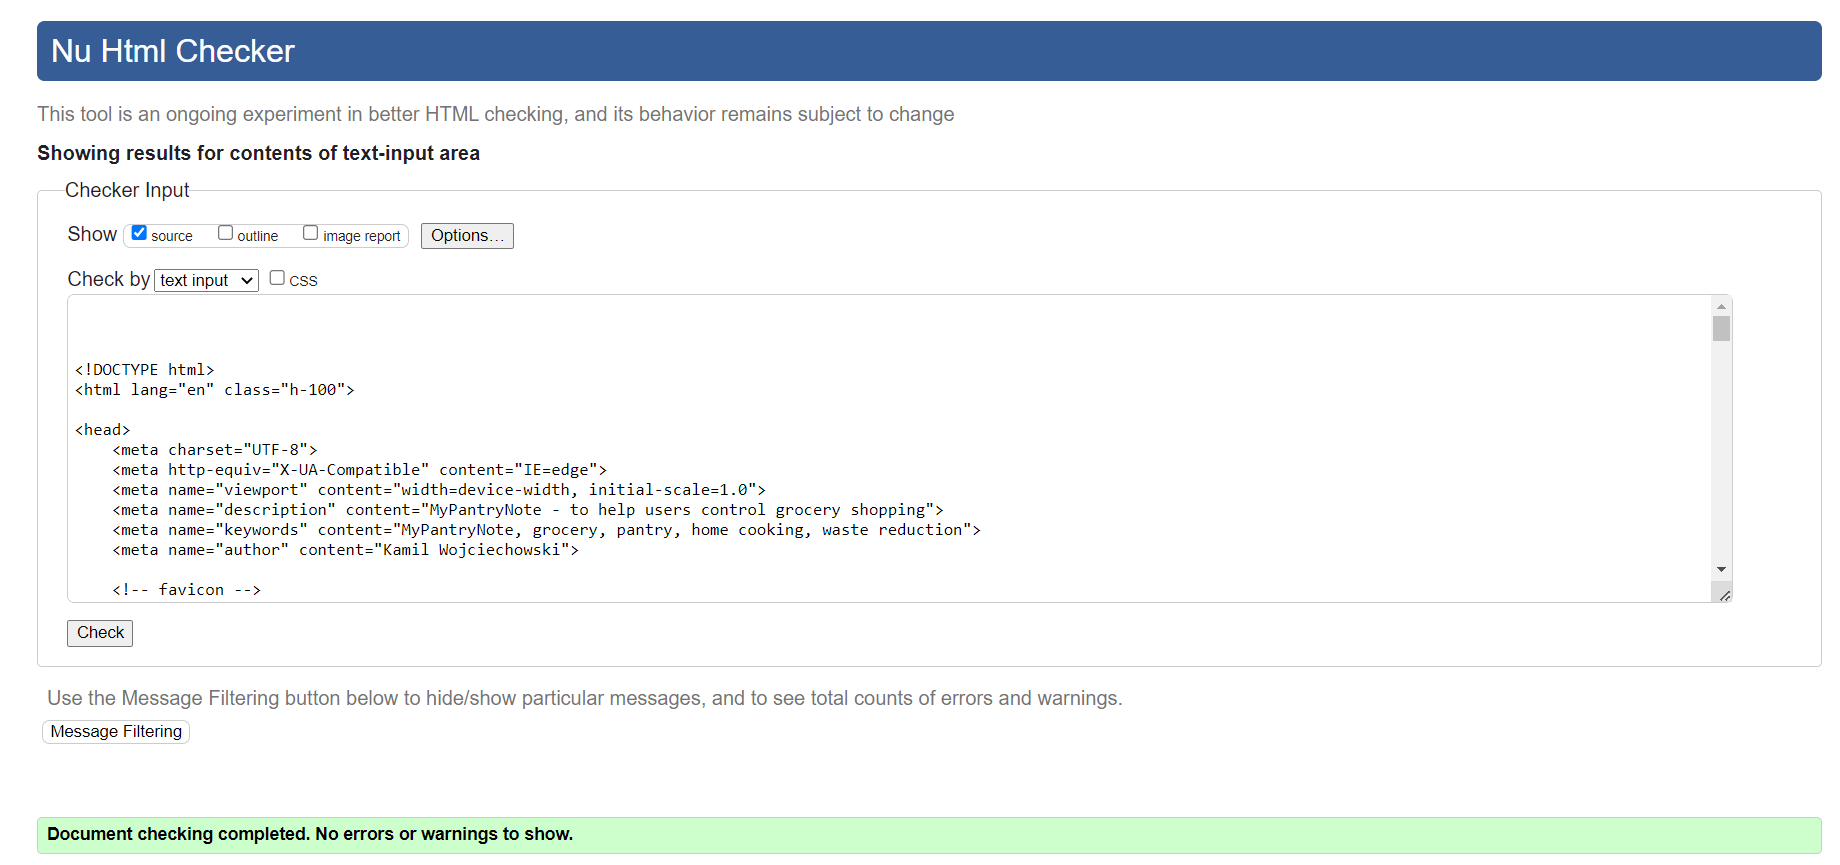 Nu Html Checker
This tool is an ongoing experiment in better HTML checking, and its behavior remains subject to change
Showing results for contents of text-input area
Checker Input
Show source outline image report Options...
Check by text input CSS
<!DOCTYPE html>
<html lang="en" class="h-100">
<head>
    <meta charset="UTF-8">
    <meta http-equiv="X-UA-Compatible" content="IE=edge">
    <meta name="viewport" content="width=device-width, initial-scale=1.0">
    <meta name="description" content="MyPantryNote - to help users control grocery shopping">
    <meta name="keywords" content="MyPantryNote, grocery, pantry, home cooking, waste reduction">
    <meta name="author" content="Kamil Wojciechowski">
    <!-- favicon -->
Check
Use the Message Filtering button below to hide/show particular messages, and to see total counts of errors and warnings.
Message Filtering
Document checking completed. No errors or warnings to show.